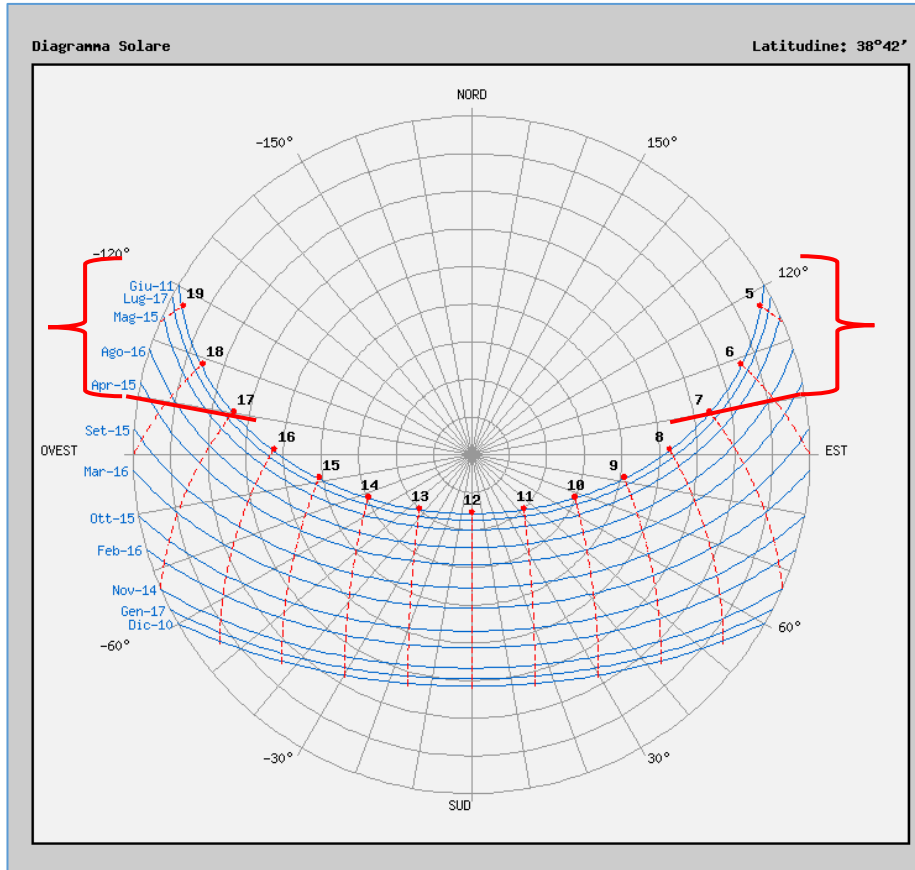 Diagramma Solare
Latitudine: 38°42'
NORD
-150°
150°
-120°
120°
Giu-11
Lug-17
Mag-15
Ago-16
Apr-15
Set-15
Mar-16
Ott-15
Feb-16
Nov-14
Gen-17
Dic-10
19
18
17
16
15
14
13
12
11
10
9
8
7
6
5
OVEST
EST
-60°
60°
-30°
30°
SUD